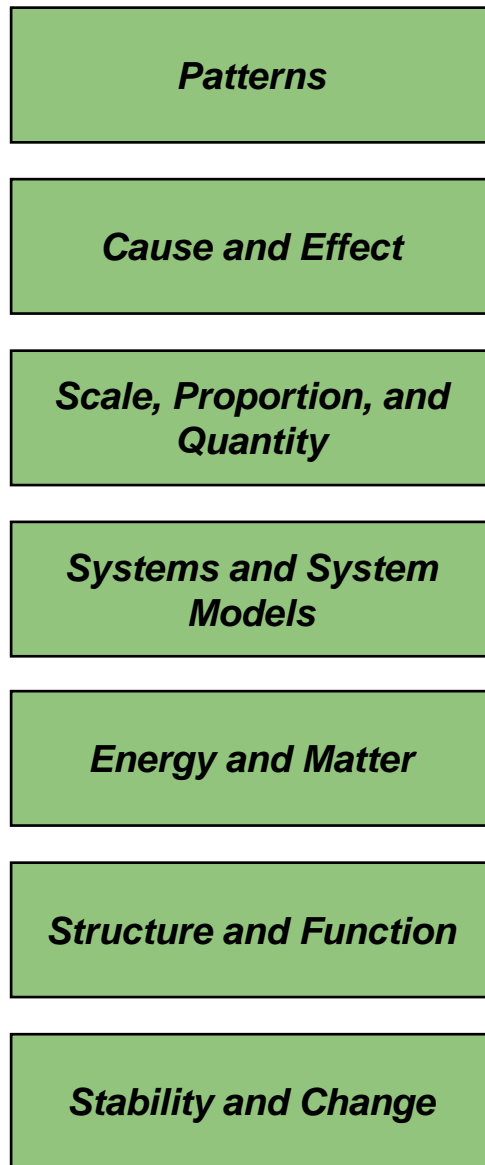 Patterns
Cause and Effect
Scale, Proportion, and
Quantity
Systems and System
Models
Energy and Matter
Structure and Function
Stability and Change